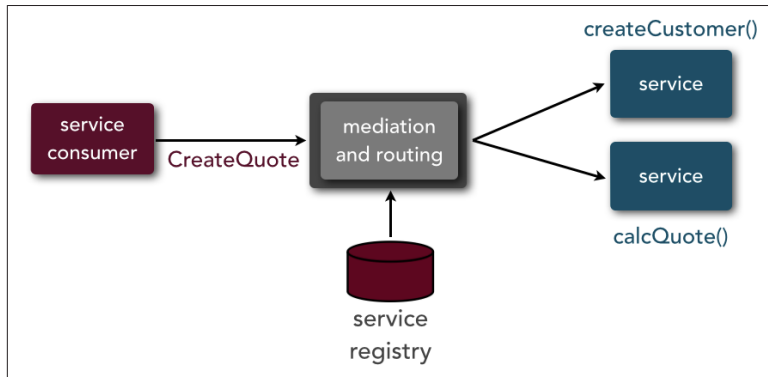 createCustomer()
service
service
consumer
CreateQuote
mediation
and routing
service
calcQuote()
service
registry